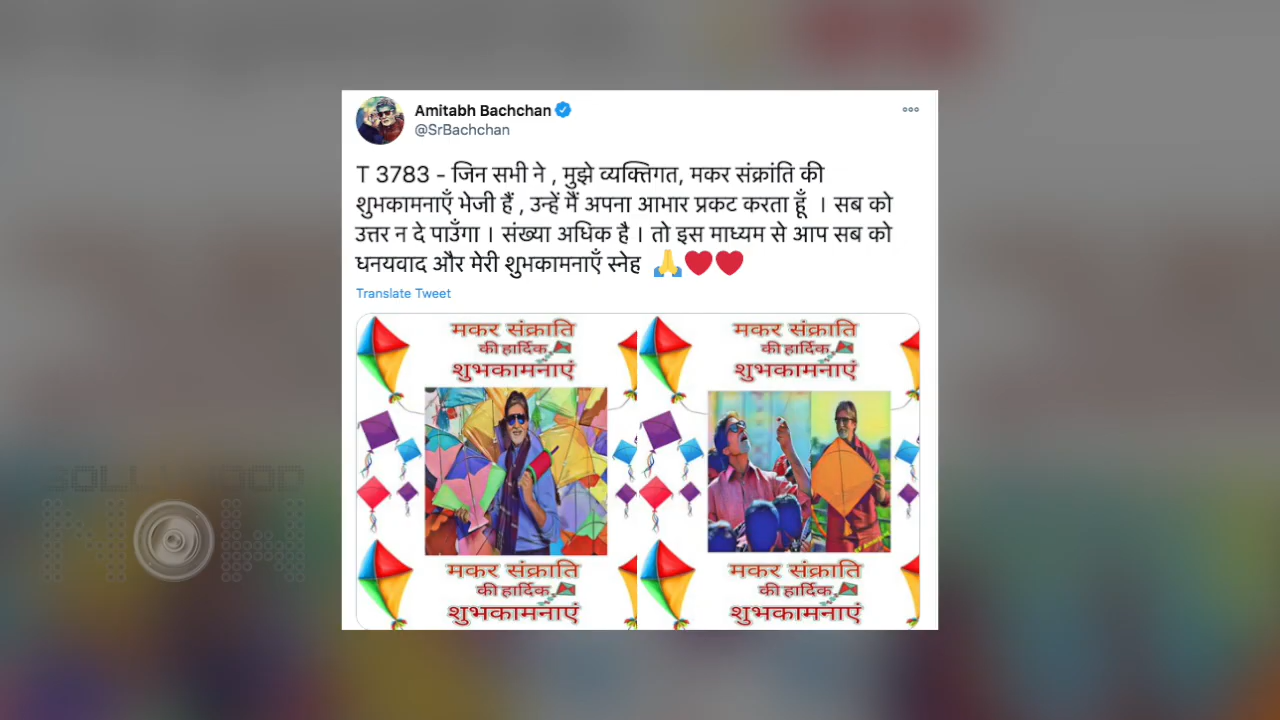 Amitabh Bachchan
@SrBachchan
T 3783 - जिन सभी ने , मुझे व्यक्तिगत, मकर संक्रांति की
शुभकामनाएँ भेजी हैं , उन्हें मैं अपना आभार प्रकट करता हूँ । सब को
उत्तर न दे पाउँगा । संख्या अधिक है । तो इस माध्यम से आप सब को
धनयवाद और मेरी शुभकामनाएँ स्नेह 🙏❤️❤️
Translate Tweet
मकर संक्राति
की हार्दिक
शुभकामनाएं
मकर संक्राति
की हार्दिक
शुभकामनाएं
मकर संक्राति
की हार्दिक
शुभकामनाएं
मकर संक्राति
की हार्दिक
शुभकामनाएं
NOW